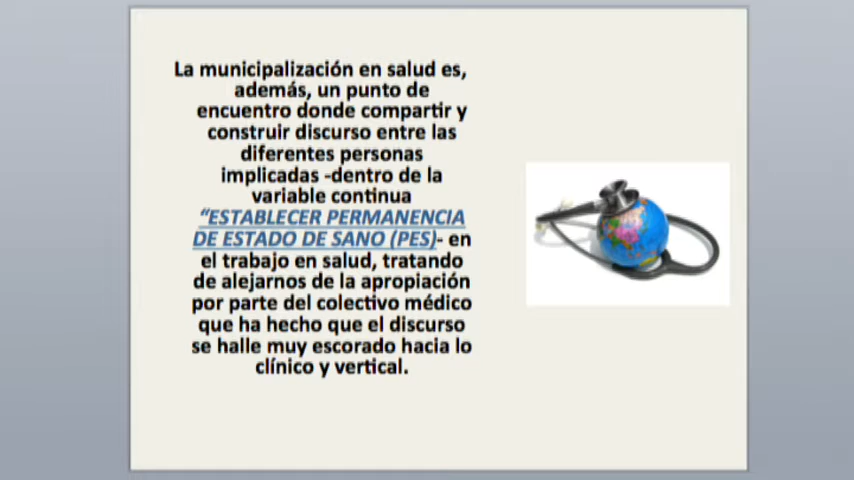 La municipalización en salud es,
además, un punto de
encuentro donde compartir y
construir discurso entre las
diferentes personas
implicadas -dentro de la
variable continua
“ESTABLECER PERMANENCIA
DE ESTADO DE SANO (PES)- en
el trabajo en salud, tratando
de alejarnos de la apropiación
por parte del colectivo médico
que ha hecho que el discurso
se halle muy escorado hacia lo
clínico y vertical.